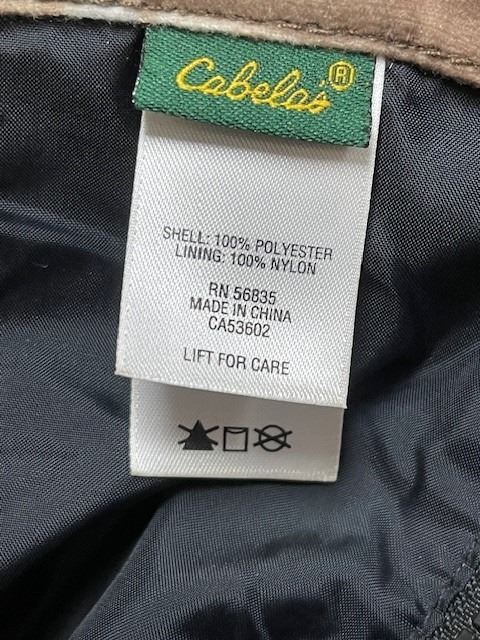 Cabela's®
SHELL: 100% POLYESTER
LINING: 100% NYLON
RN 56835
MADE IN CHINA
CA53602
LIFT FOR CARE